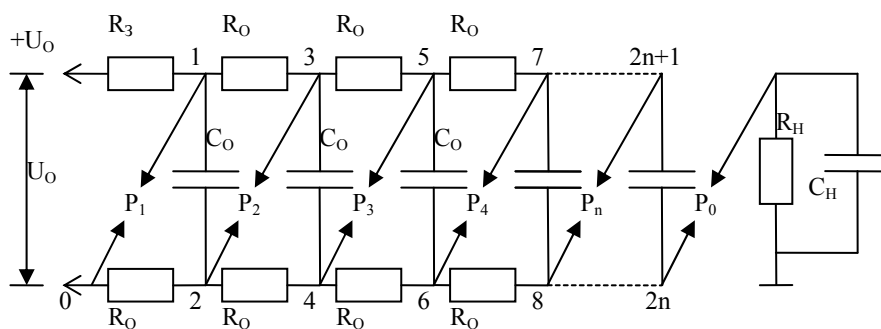 R3 RO RO RO
+UO 1 3 5 7 2n+1
CO CO CO RH
UO CH
P1 P2 P3 P4 Pn P0
0 2 4 6 8 2n
RO RO RO RO